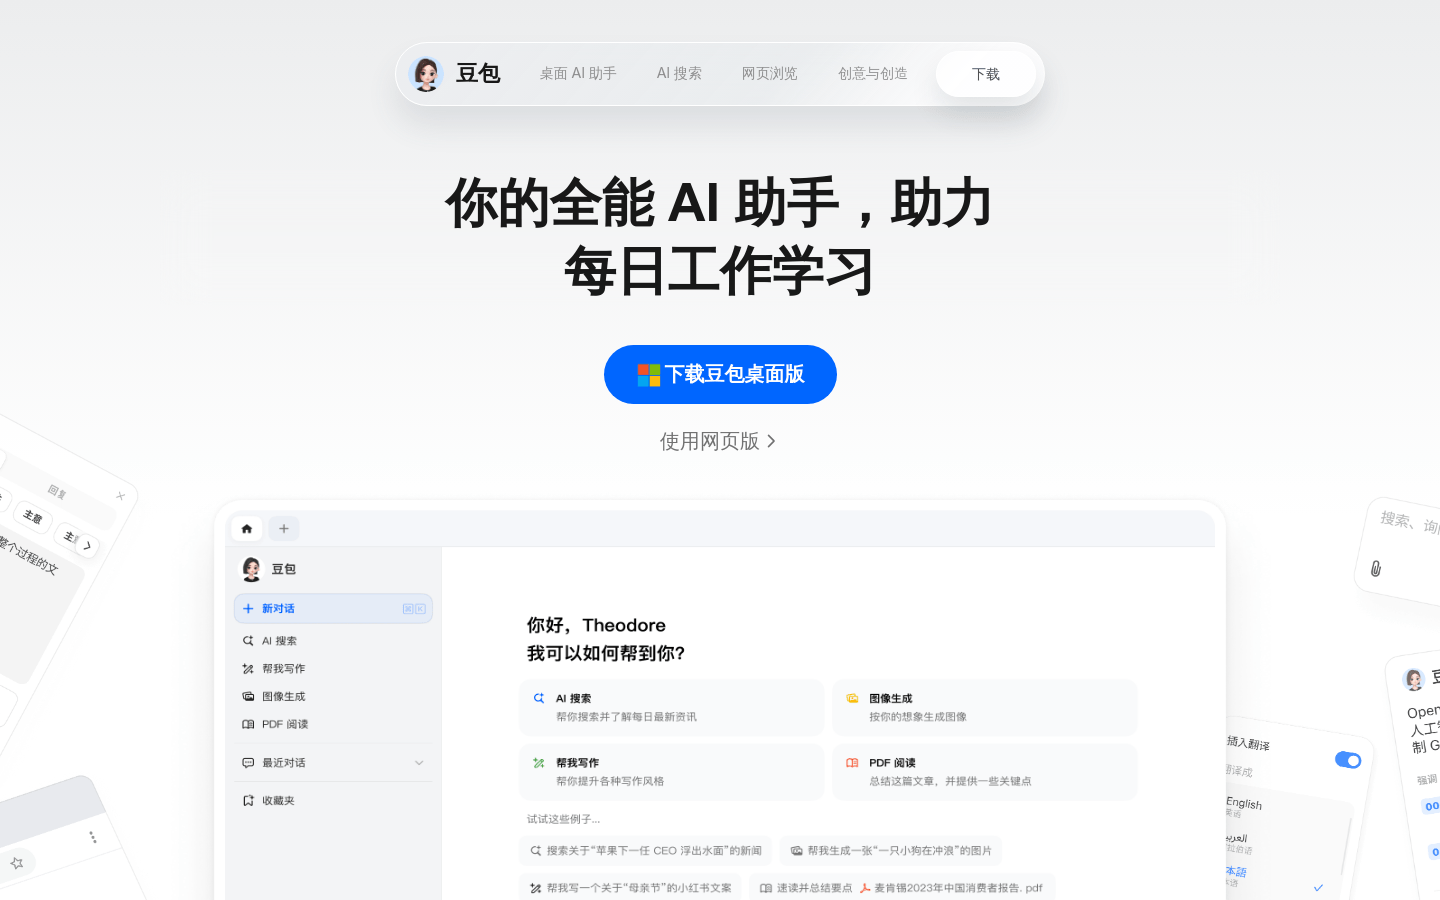 豆包
桌面 AI 助手
AI 搜索
网页浏览
创意与创造
下载
你的全能 AI 助手，助力
每日工作学习
下载豆包桌面版
使用网页版
回复
主意
整个过程的文
豆包
新对话
⌘ K
AI 搜索
帮我写作
图像生成
PDF 阅读
最近对话
收藏夹
你好，Theodore
我可以如何帮到你？
AI 搜索
帮你搜索并了解每日最新资讯
图像生成
按你的想象生成图像
帮我写作
帮你提升各种写作风格
PDF 阅读
总结这篇文章，并提供一些关键点
试试这些例子...
搜索关于“苹果下一任 CEO 浮出水面”的新闻
帮我生成一张“一只小狗在冲浪”的图片
帮我写一个关于“母亲节”的小红书文案
速读并总结要点 麦肯锡2023年中国消费者报告. pdf
搜索、询
插入翻译
翻译成
English
英语
العربي
拉伯语
本語
本语
Open
人工
制 G
强调
00